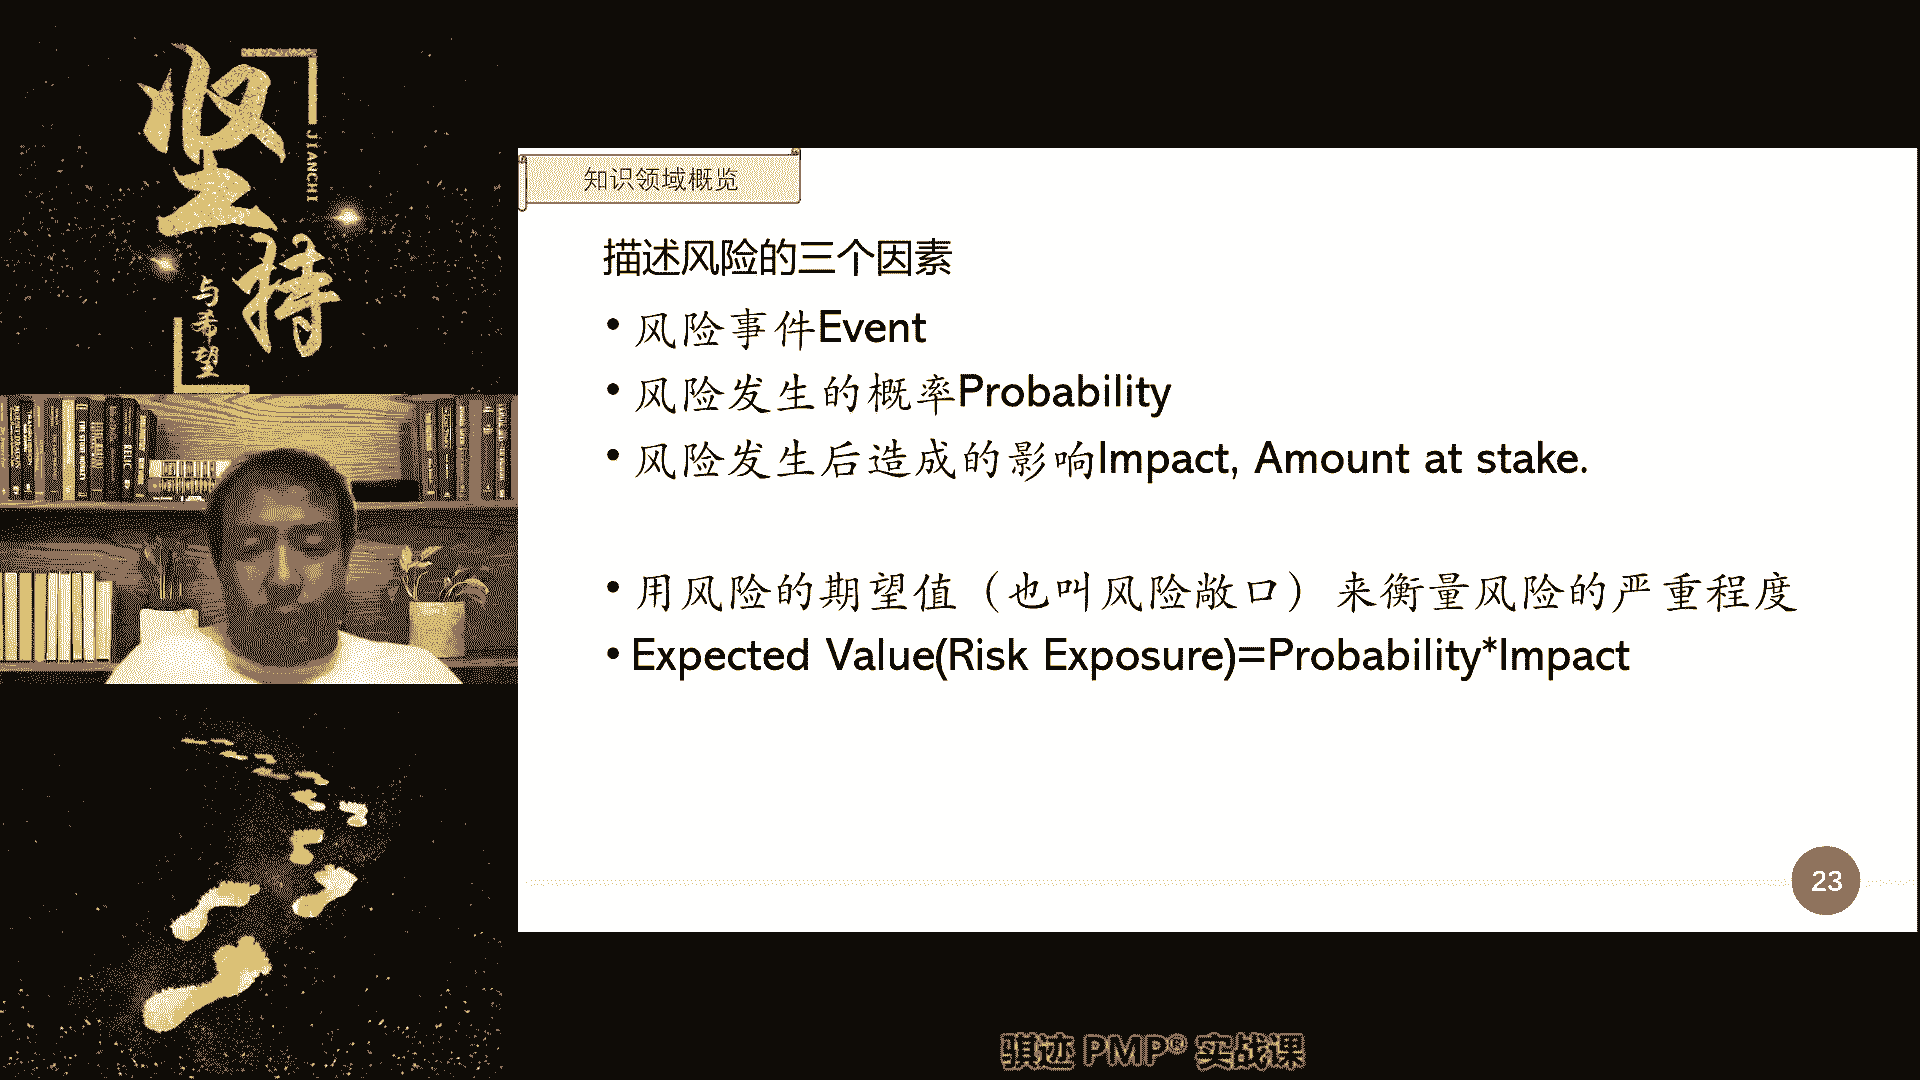 坚持
JIANCHI
与希望
知识领域概览
描述风险的三个因素
• 风险事件Event
• 风险发生的概率Probability
• 风险发生后造成的影响Impact, Amount at stake.
• 用风险的期望值（也叫风险敞口）来衡量风险的严重程度
• Expected Value(Risk Exposure)=Probability*Impact
23
骐迹 PMP® 实战课